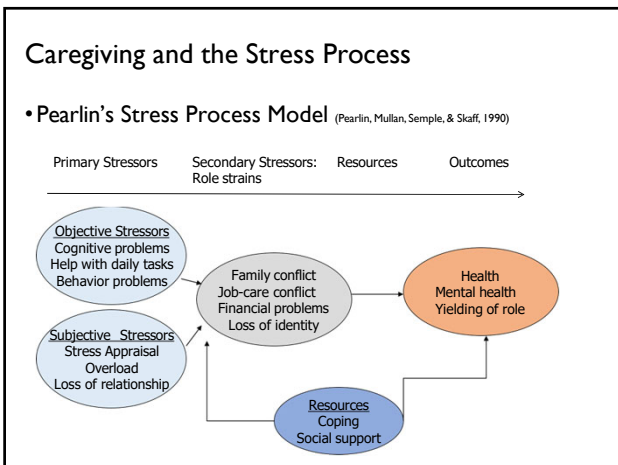 Caregiving and the Stress Process
•Pearlin's Stress Process Model (Pearlin, Mullan, Semple, & Skaff, 1990)
Primary Stressors
Secondary Stressors:
Role strains
Resources
Outcomes
Objective Stressors
Cognitive problems
Help with daily tasks
Behavior problems
Subjective Stressors
Stress Appraisal
Overload
Loss of relationship
Family conflict
Job-care conflict
Financial problems
Loss of identity
Resources
Coping
Social support
Health
Mental health
Yielding of role